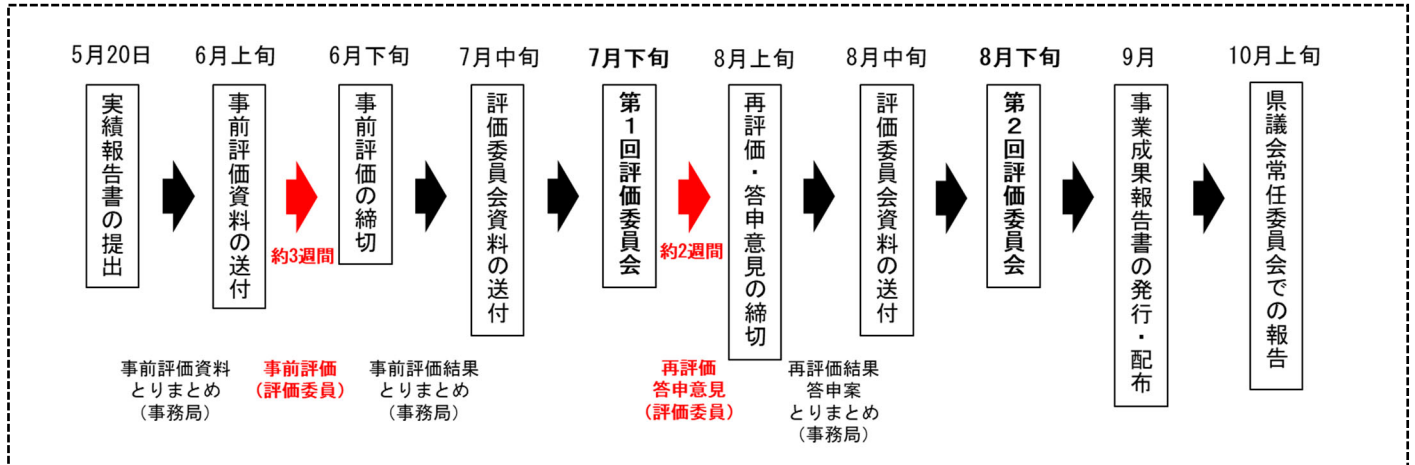 5月20日
6月上旬
6月下旬
7月中旬
7月下旬
8月上旬
8月中旬
8月下旬
9月
10月上旬
実績報告書の提出
事前評価資料の送付
約3週間
事前評価の締切
評価委員会資料の送付
第1回評価委員会
約2週間
再評価・答申意見の締切
評価委員会資料の送付
第2回評価委員会
事業成果報告書の発行・配布
県議会常任委員会での報告
事前評価資料
とりまとめ
(事務局)
事前評価
(評価委員)
事前評価結果
とりまとめ
(事務局)
再評価
答申意見
(評価委員)
再評価結果
答申案
とりまとめ
(事務局)